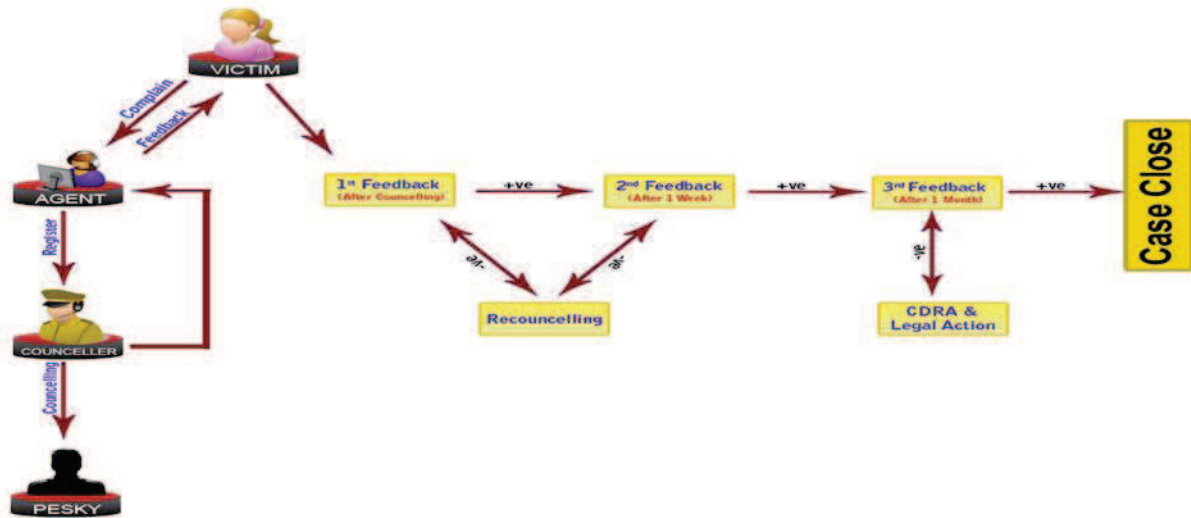 VICTIM
Complain
Feedback
AGENT
Register
COUNCELLER
Councelling
PESKY
1st Feedback
(After Councelling)
+ve
2nd Feedback
(After 1 Week)
+ve
3rd Feedback
(After 1 Month)
+ve
Case Close
-ve
-ve
-ve
Recouncelling
CDRA &
Legal Action